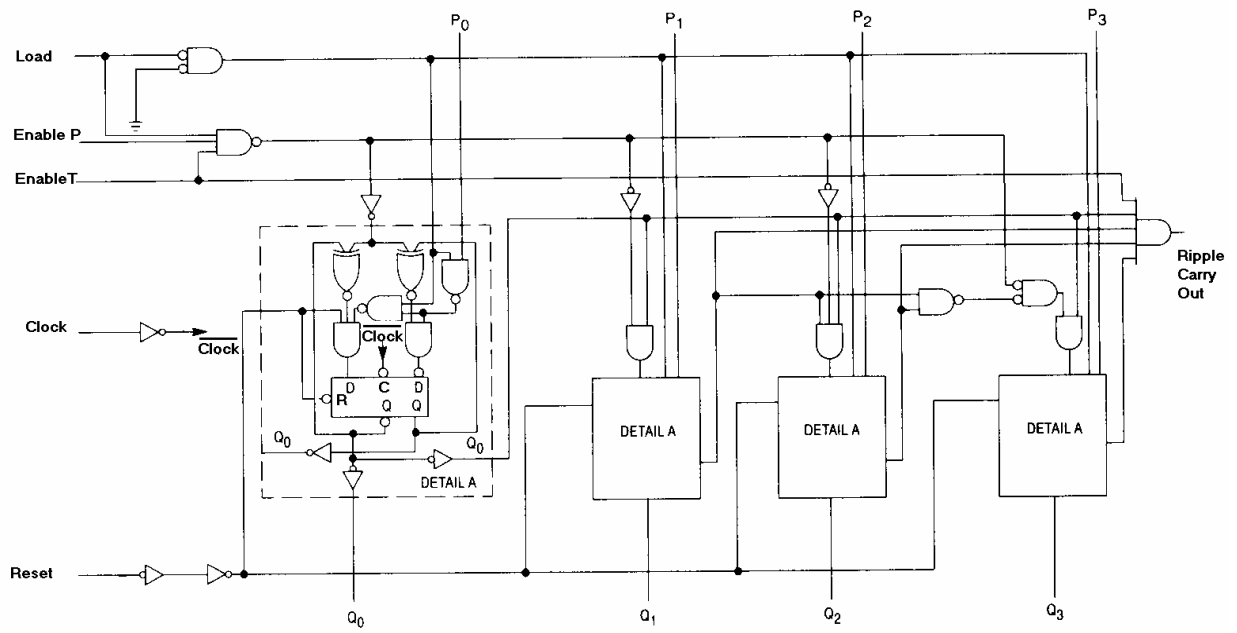 P0
P1
P2
P3
Load
Enable P
EnableT
Ripple
Carry
Out
Clock
Clock
Clock
D
C
D
R
Q
Q
Q0
Q0
DETAIL A
DETAIL A
DETAIL A
DETAIL A
Reset
Q0
Q1
Q2
Q3